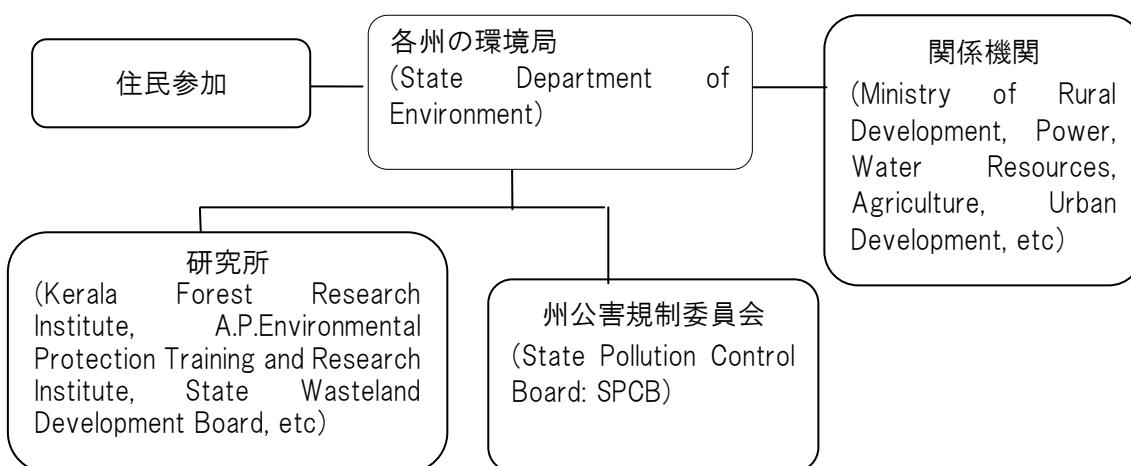 住民参加
各州の環境局
(State Department of
Environment)
関係機関
(Ministry of Rural
Development, Power,
Water Resources,
Agriculture, Urban
Development, etc)
研究所
(Kerala Forest Research
Institute, A.P.Environmental
Protection Training and Research
Institute, State Wasteland
Development Board, etc)
州公害規制委員会
(State Pollution Control
Board: SPCB)